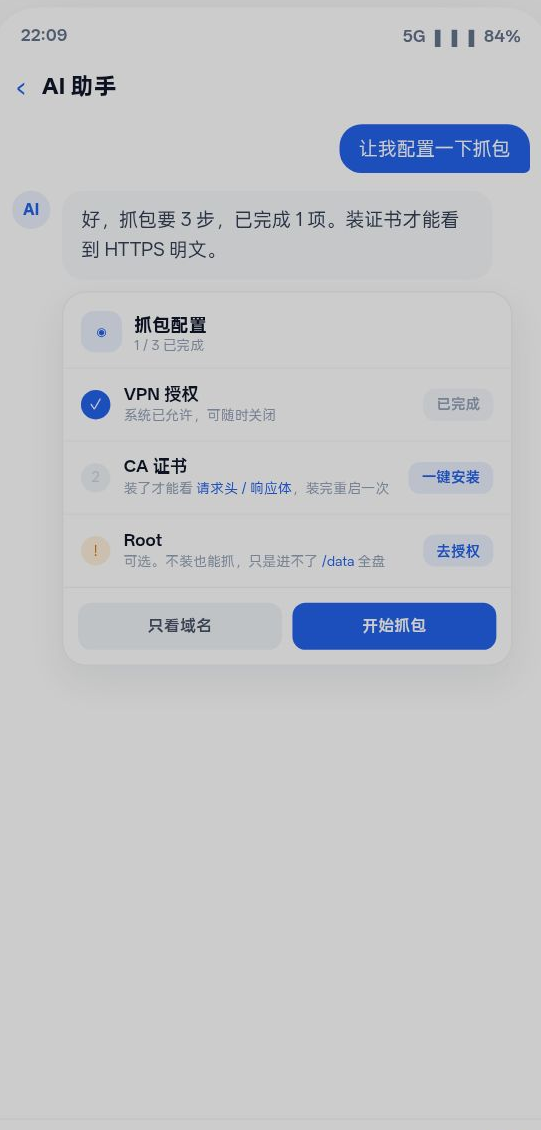 22:09
5G 84%
‹ AI 助手
让我配置一下抓包
AI
好，抓包要 3 步，已完成 1 项。装证书才能看
到 HTTPS 明文。
抓包配置
1 / 3 已完成
VPN 授权
系统已允许，可随时关闭
已完成
2
CA 证书
装了才能看 请求头 / 响应体，装完重启一次
一键安装
!
Root
可选。不装也能抓，只是进不了 /data 全盘
去授权
只看域名
开始抓包